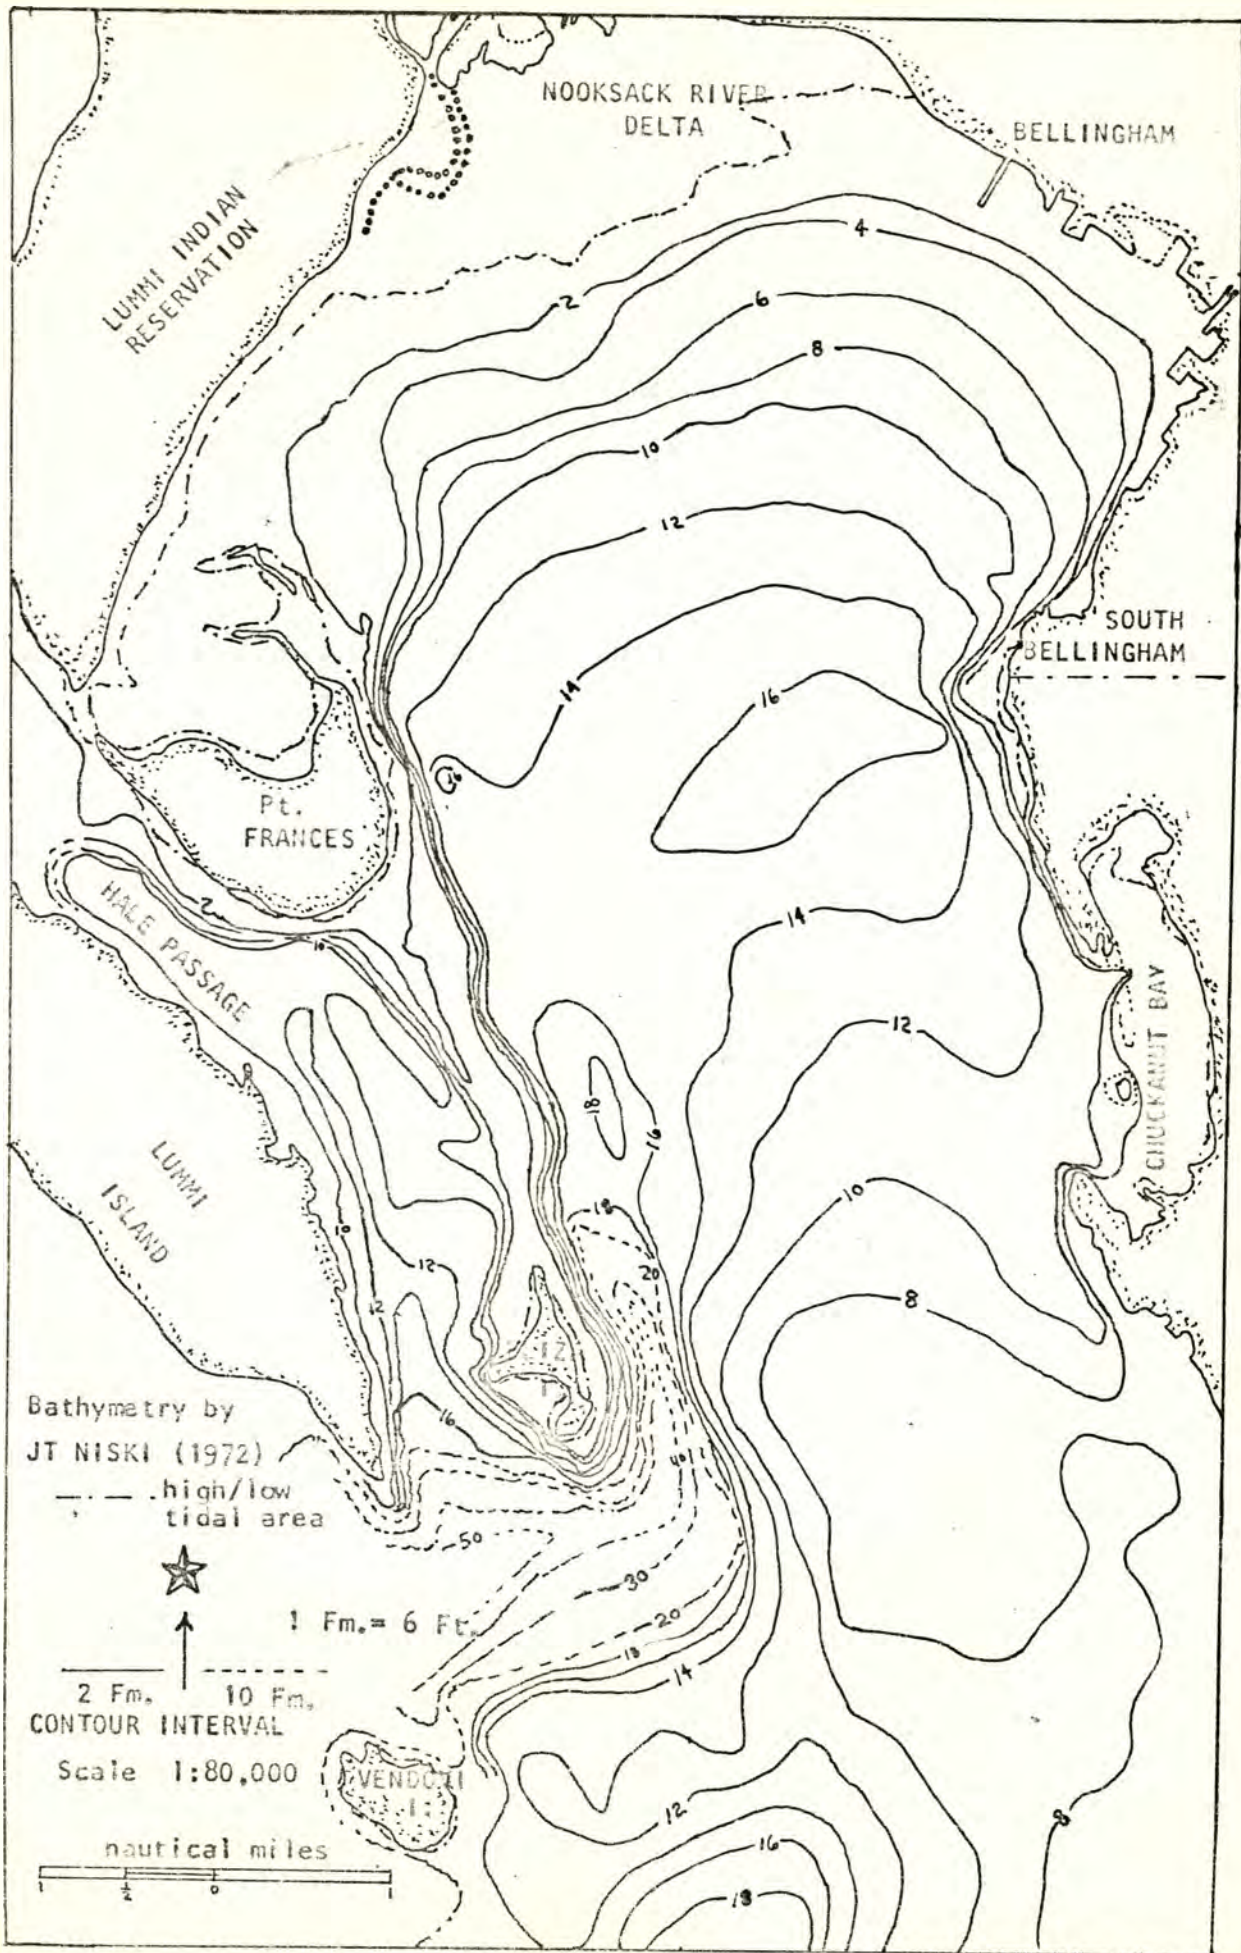 NOOKSACK RIVER
DELTA
BELLINGHAM
LUMMI INDIAN
RESERVATION
2
4
6
8
10
12
14
16
SOUTH
BELLINGHAM
Pt.
FRANCES
HALE PASSAGE
2
10
14
12
CHUCKANUT BAY
18
16
LUMMI
ISLAND
10
12
12
18
20
10
8
16
40
Bathymetry by
JT NISKI (1972)
high/low
tidal area
50
30
20
18
14
1 Fm.= 6 Ft.
2 Fm. 10 Fm.
CONTOUR INTERVAL
Scale 1:80,000
I.
12
16
18
8
nautical miles
1 ½ 0 1